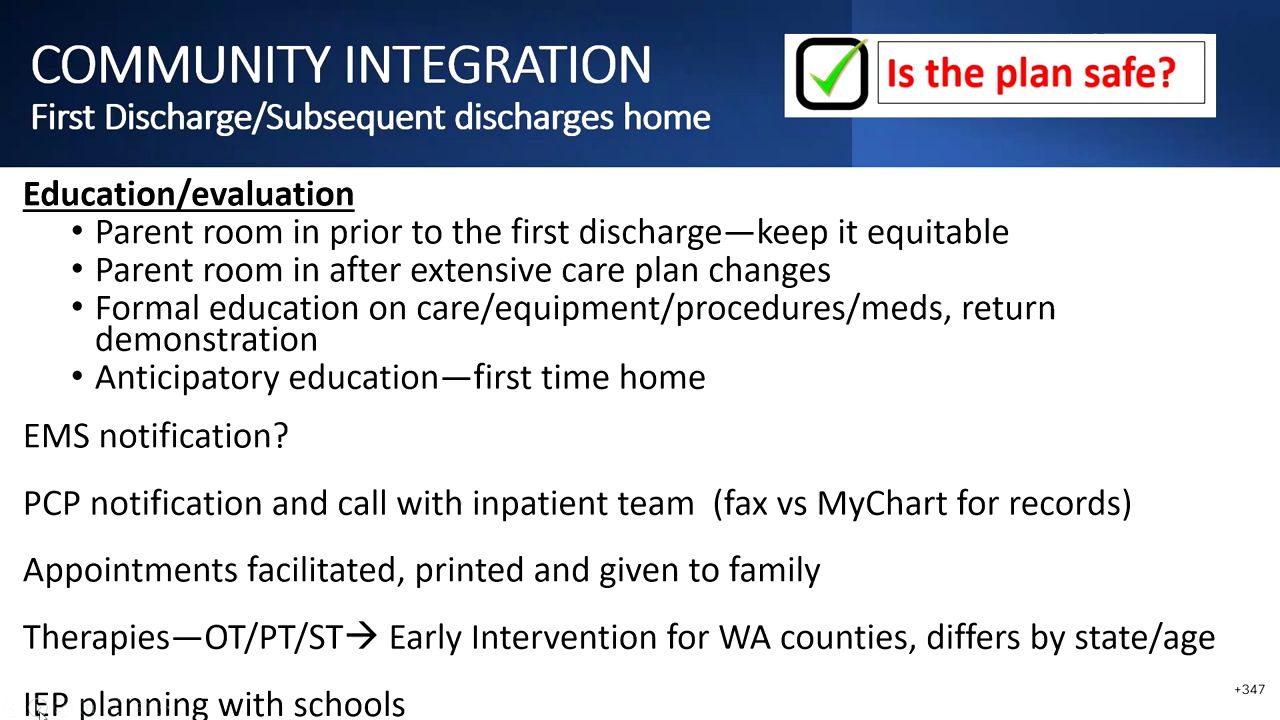 COMMUNITY INTEGRATION
First Discharge/Subsequent discharges home
Is the plan safe?
Education/evaluation
• Parent room in prior to the first discharge—keep it equitable
• Parent room in after extensive care plan changes
• Formal education on care/equipment/procedures/meds, return
demonstration
• Anticipatory education—first time home
EMS notification?
PCP notification and call with inpatient team (fax vs MyChart for records)
Appointments facilitated, printed and given to family
Therapies—OT/PT/ST→ Early Intervention for WA counties, differs by state/age
IEP planning with schools
+347